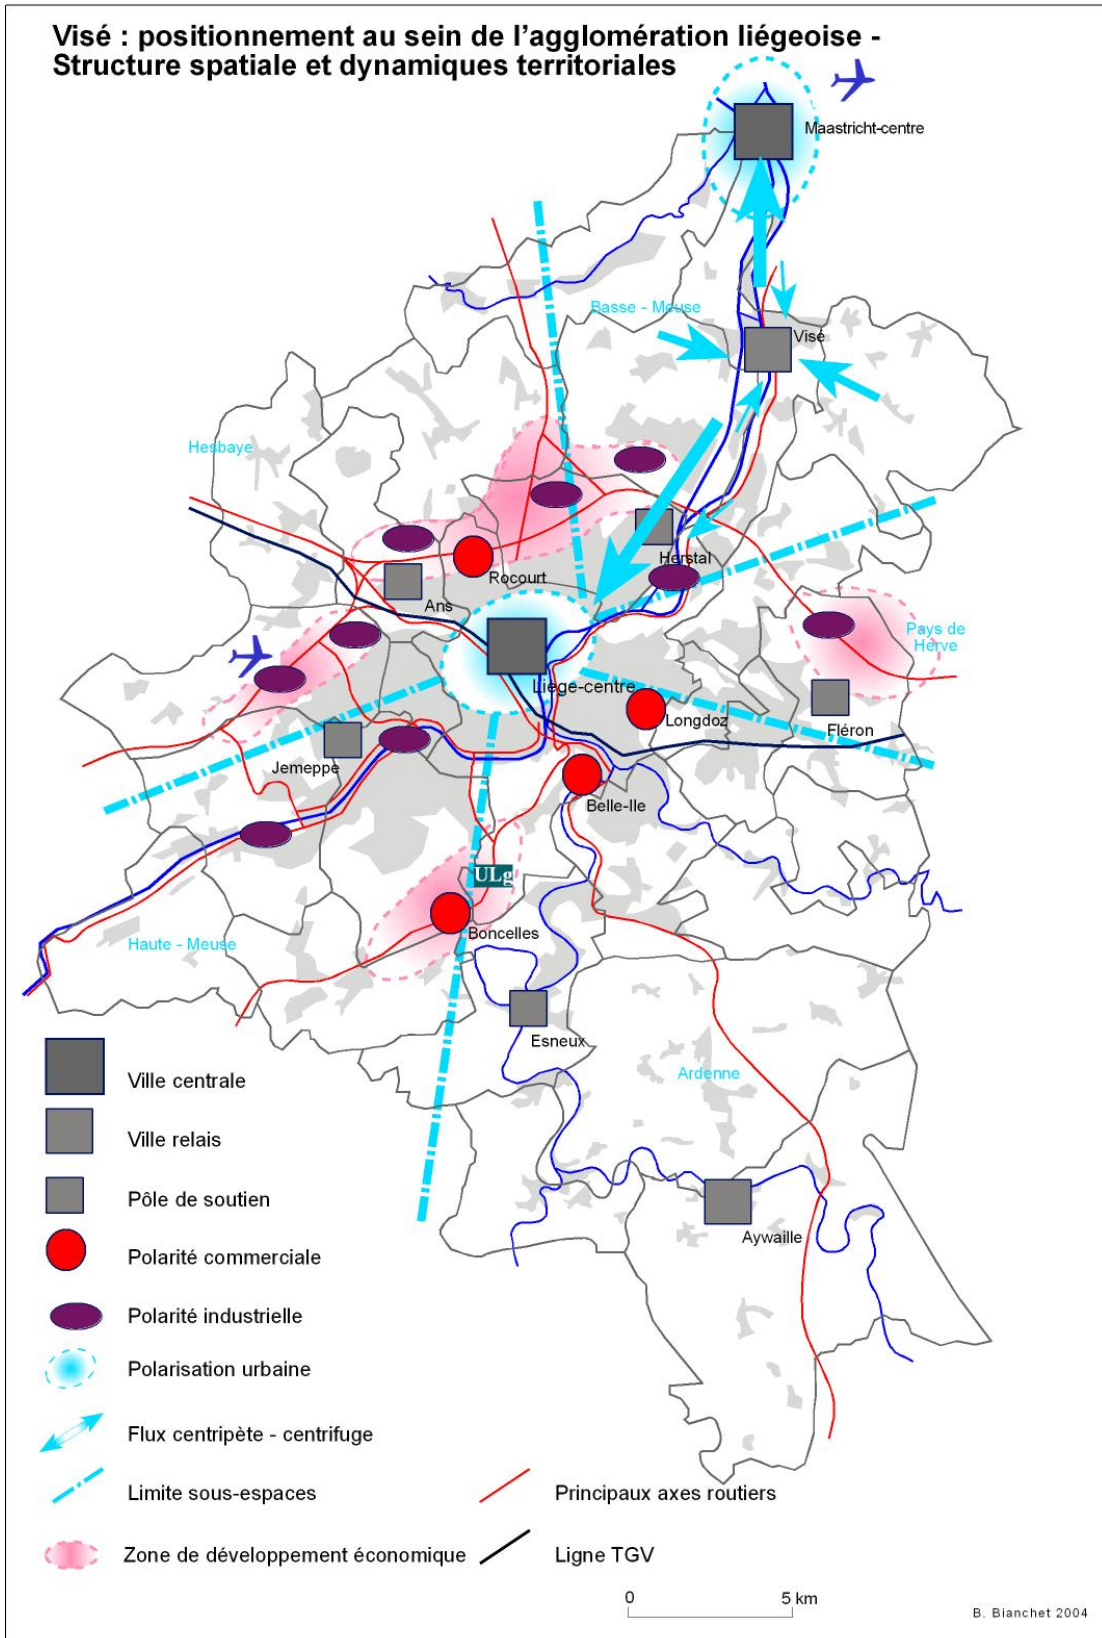 Visé : positionnement au sein de l'agglomération liégeoise -
Structure spatiale et dynamiques territoriales
Maastricht-centre
Basse - Meuse
Visé
Hesbaye
Herstal
Rocourt
Ans
Pays de
Herve
Liège-centre
Longdoz
Fléron
Jemeppe
Belle-Ile
ULg
Boncelles
Haute - Meuse
Esneux
Ardenne
Aywaille
Ville centrale
Ville relais
Pôle de soutien
Polarité commerciale
Polarité industrielle
Polarisation urbaine
Flux centripète - centrifuge
Limite sous-espaces
Principaux axes routiers
Zone de développement économique
Ligne TGV
0 5 km
B. Bianchet 2004